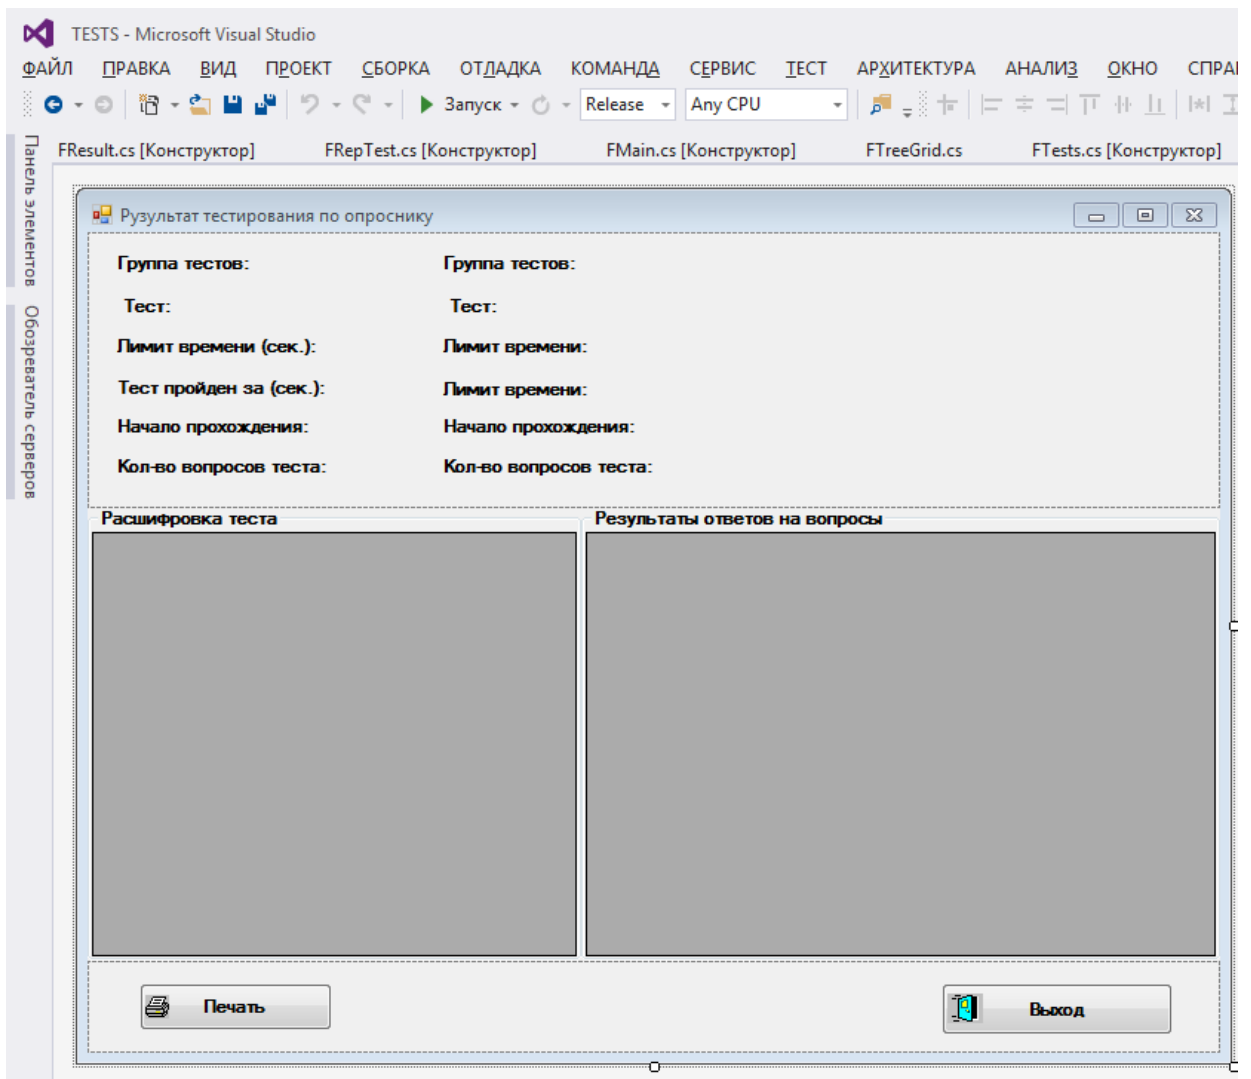 TESTS - Microsoft Visual Studio
ФАЙЛ ПРАВКА ВИД ПРОЕКТ СБОРКА ОТЛАДКА КОМАНДА СЕРВИС ТЕСТ АРХИТЕКТУРА АНАЛИЗ ОКНО СПРА
Запуск Release Any CPU
FResult.cs [Конструктор] FRepTest.cs [Конструктор] FMain.cs [Конструктор] FTreeGrid.cs FTests.cs [Конструктор]
Панель элементов
Обозреватель серверов
Рузультат тестирования по опроснику
Группа тестов: Группа тестов:
Тест: Тест:
Лимит времени (сек.): Лимит времени:
Тест пройден за (сек.): Лимит времени:
Начало прохождения: Начало прохождения:
Кол-во вопросов теста: Кол-во вопросов теста:
Расшифровка теста Результаты ответов на вопросы
Печать Выход